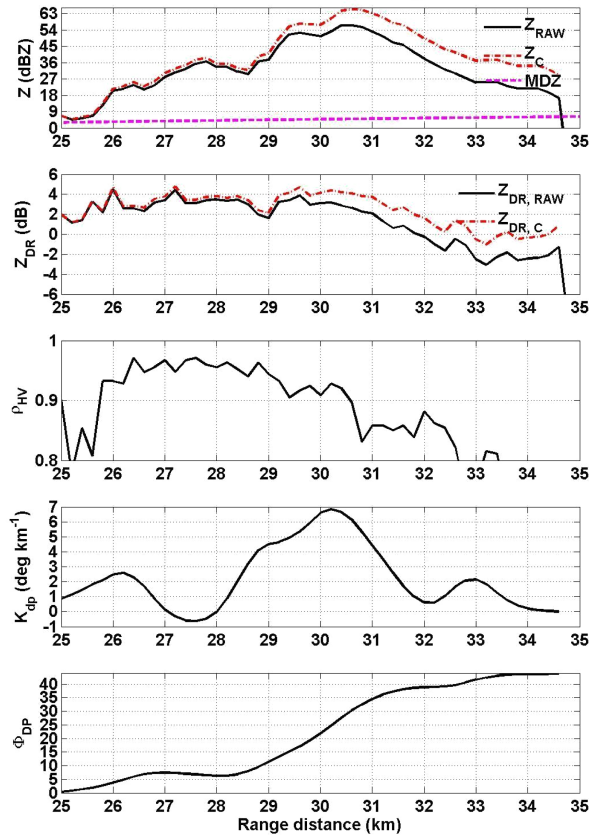 63
54
45
36
27
18
9
0
Z (dBZ)
Z_RAW
Z_C
MDZ
25 26 27 28 29 30 31 32 33 34 35
6
4
2
0
-2
-4
-6
Z_DR (dB)
Z_DR, RAW
Z_DR, C
25 26 27 28 29 30 31 32 33 34 35
1
0.9
0.8
ρ_HV
25 26 27 28 29 30 31 32 33 34 35
7
6
5
4
3
2
1
0
-1
K_dp (deg km⁻¹)
25 26 27 28 29 30 31 32 33 34 35
40
35
30
25
20
15
10
5
0
Φ_DP
25 26 27 28 29 30 31 32 33 34 35
Range distance (km)